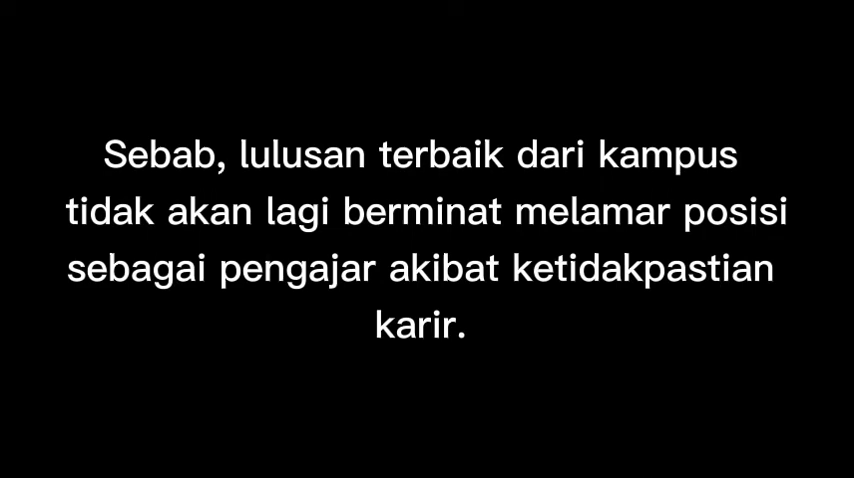 Sebab, lulusan terbaik dari kampus
tidak akan lagi berminat melamar posisi
sebagai pengajar akibat ketidakpastian
karir.